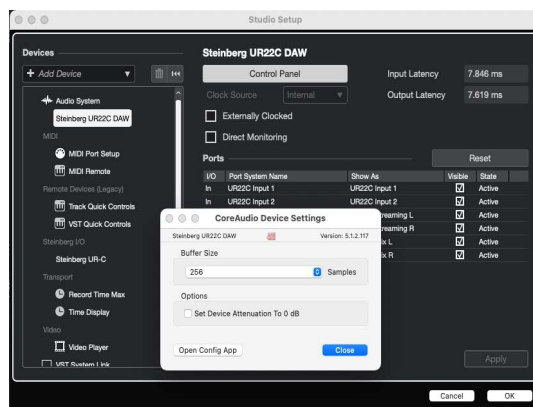 Studio Setup
Devices
+ Add Device
Audio System
Steinberg UR22C DAW
MIDI
MIDI Port Setup
MIDI Remote
Remote Devices (Legacy)
Track Quick Controls
VST Quick Controls
Steinberg I/O
Steinberg UR-C
Transport
Record Time Max
Time Display
Video
Video Player
VST System Link
Steinberg UR22C DAW
Control Panel
Input Latency 7.846 ms
Clock Source Internal
Output Latency 7.619 ms
Externally Clocked
Direct Monitoring
Ports
Reset
I/O Port System Name Show As Visible State
In UR22C Input 1 UR22C Input 1 Active
In UR22C Input 2 UR22C Input 2 Active
reaming L Active
reaming R Active
ix L Active
ix R Active
CoreAudio Device Settings
Steinberg UR22C DAW Version: 5.1.2.117
Buffer Size
256 Samples
Options
Set Device Attenuation To 0 dB
Open Config App Close
Apply
Cancel OK